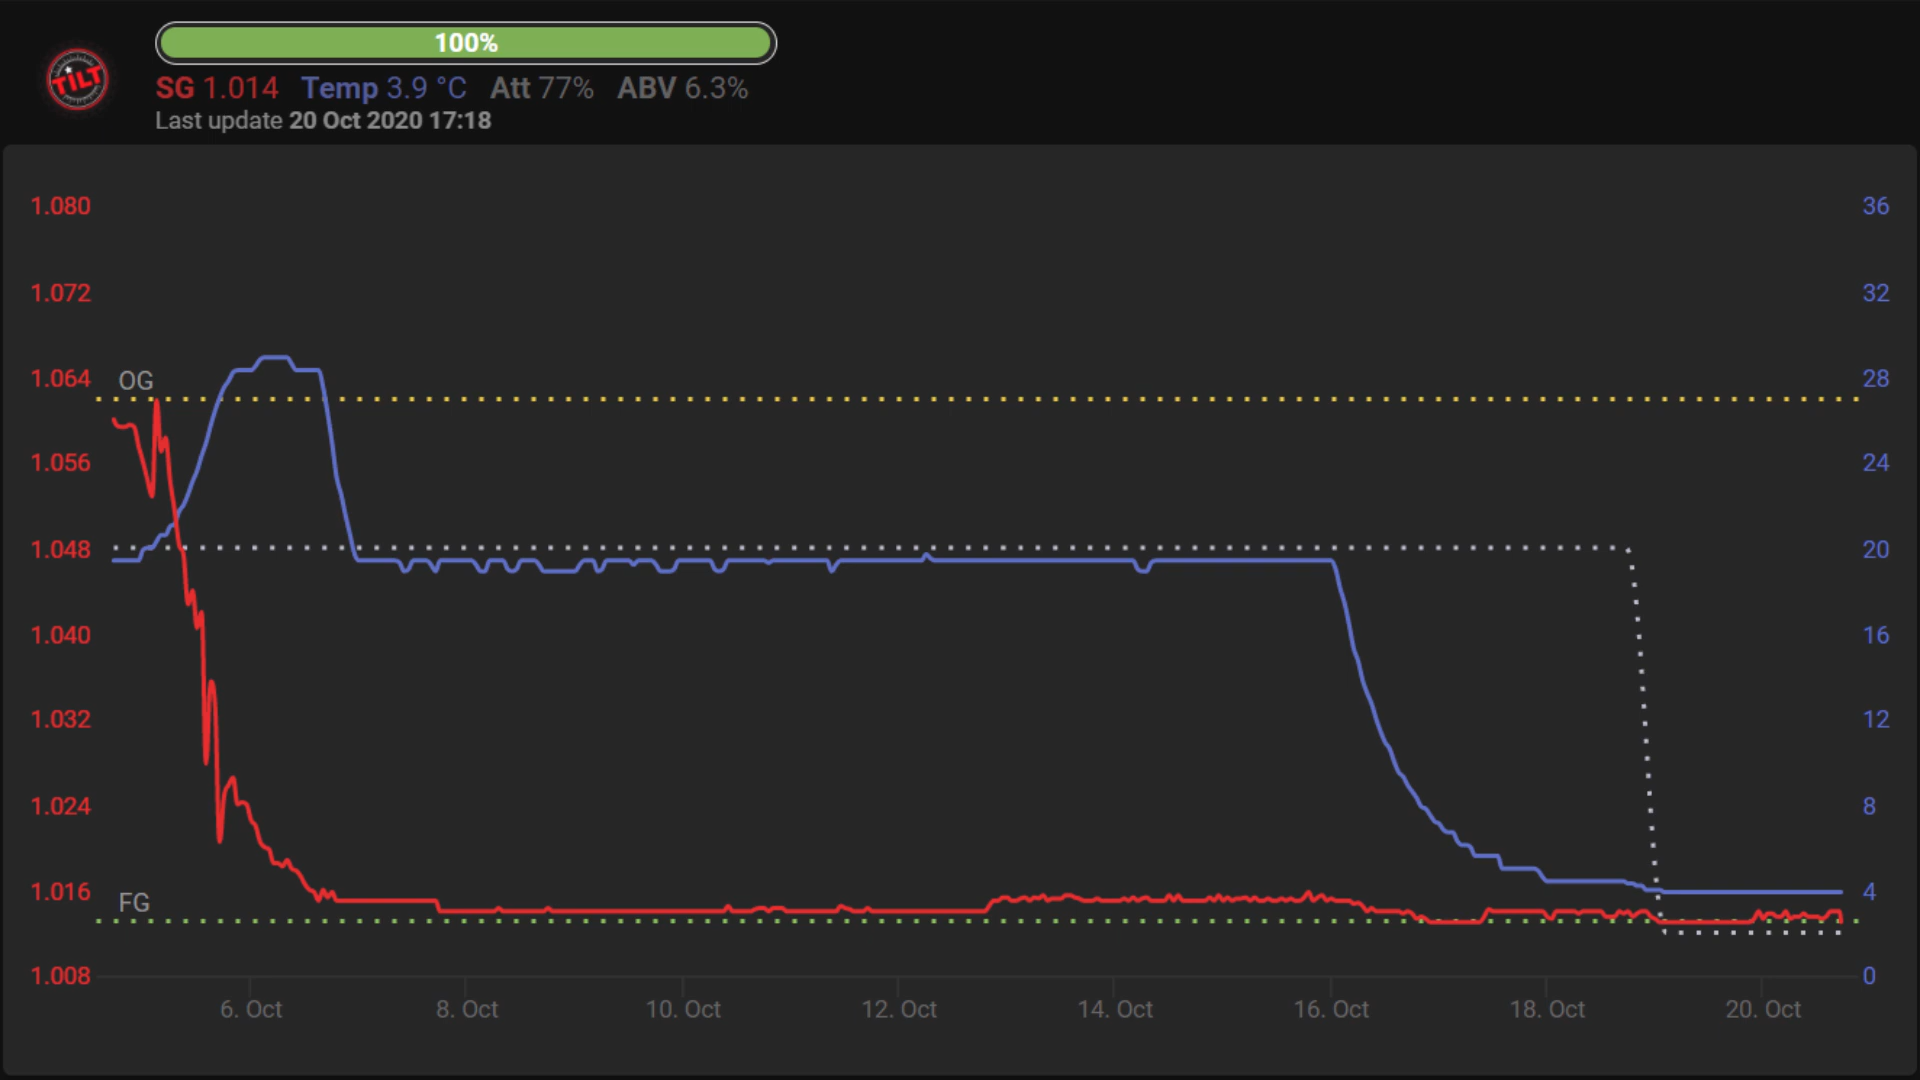 100%
TiLT
SG 1.014 Temp 3.9 °C Att 77% ABV 6.3%
Last update 20 Oct 2020 17:18
1.080 36
1.072 32
1.064 OG 28
1.056 24
1.048 20
1.040 16
1.032 12
1.024 8
1.016 FG 4
1.008 0
6. Oct 8. Oct 10. Oct 12. Oct 14. Oct 16. Oct 18. Oct 20. Oct